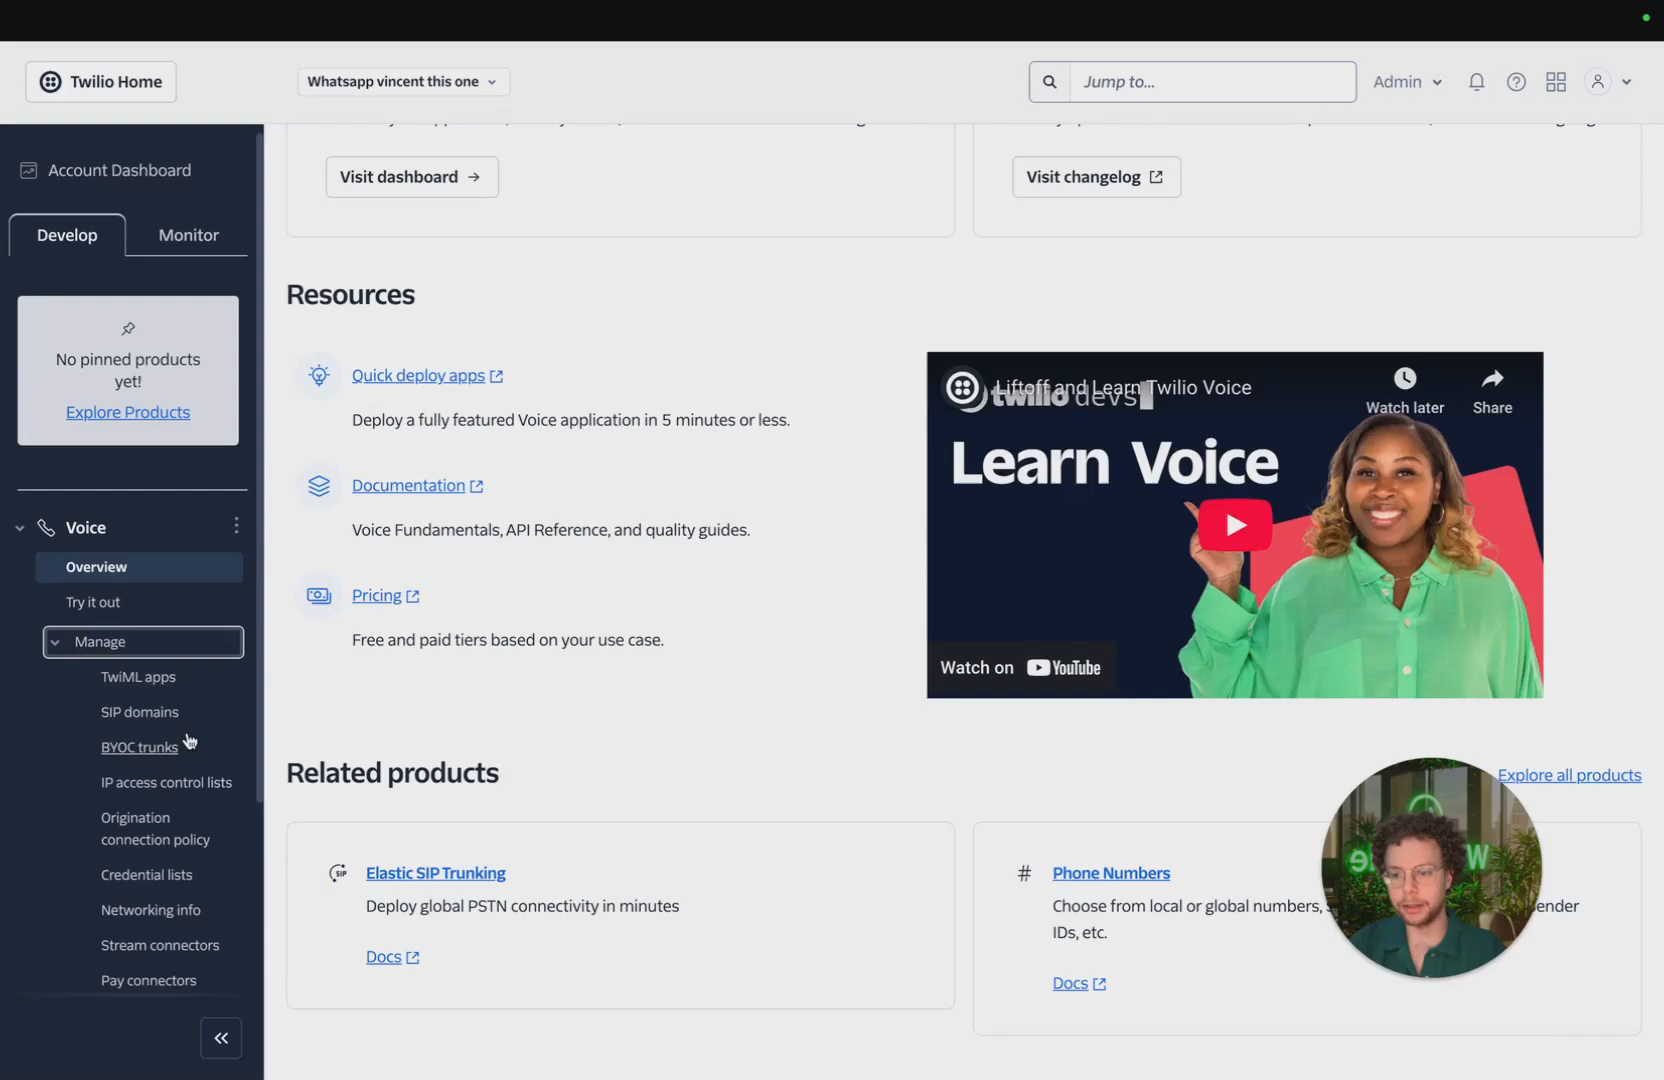 Twilio Home
Whatsapp vincent this one
Jump to...
Admin
Account Dashboard
Develop
Monitor
No pinned products
yet!
Explore Products
Voice
Overview
Try it out
Manage
TwiML apps
SIP domains
BYOC trunks
IP access control lists
Origination
connection policy
Credential lists
Networking info
Stream connectors
Pay connectors
Visit dashboard
Visit changelog
Resources
Quick deploy apps
Deploy a fully featured Voice application in 5 minutes or less.
Documentation
Voice Fundamentals, API Reference, and quality guides.
Pricing
Free and paid tiers based on your use case.
Liftoff and Learn Twilio Voice
twilio devs
Watch later
Share
Learn Voice
Watch on YouTube
Related products
Explore all products
SIP
Elastic SIP Trunking
Deploy global PSTN connectivity in minutes
Docs
Phone Numbers
Choose from local or global numbers,
IDs, etc.
Docs